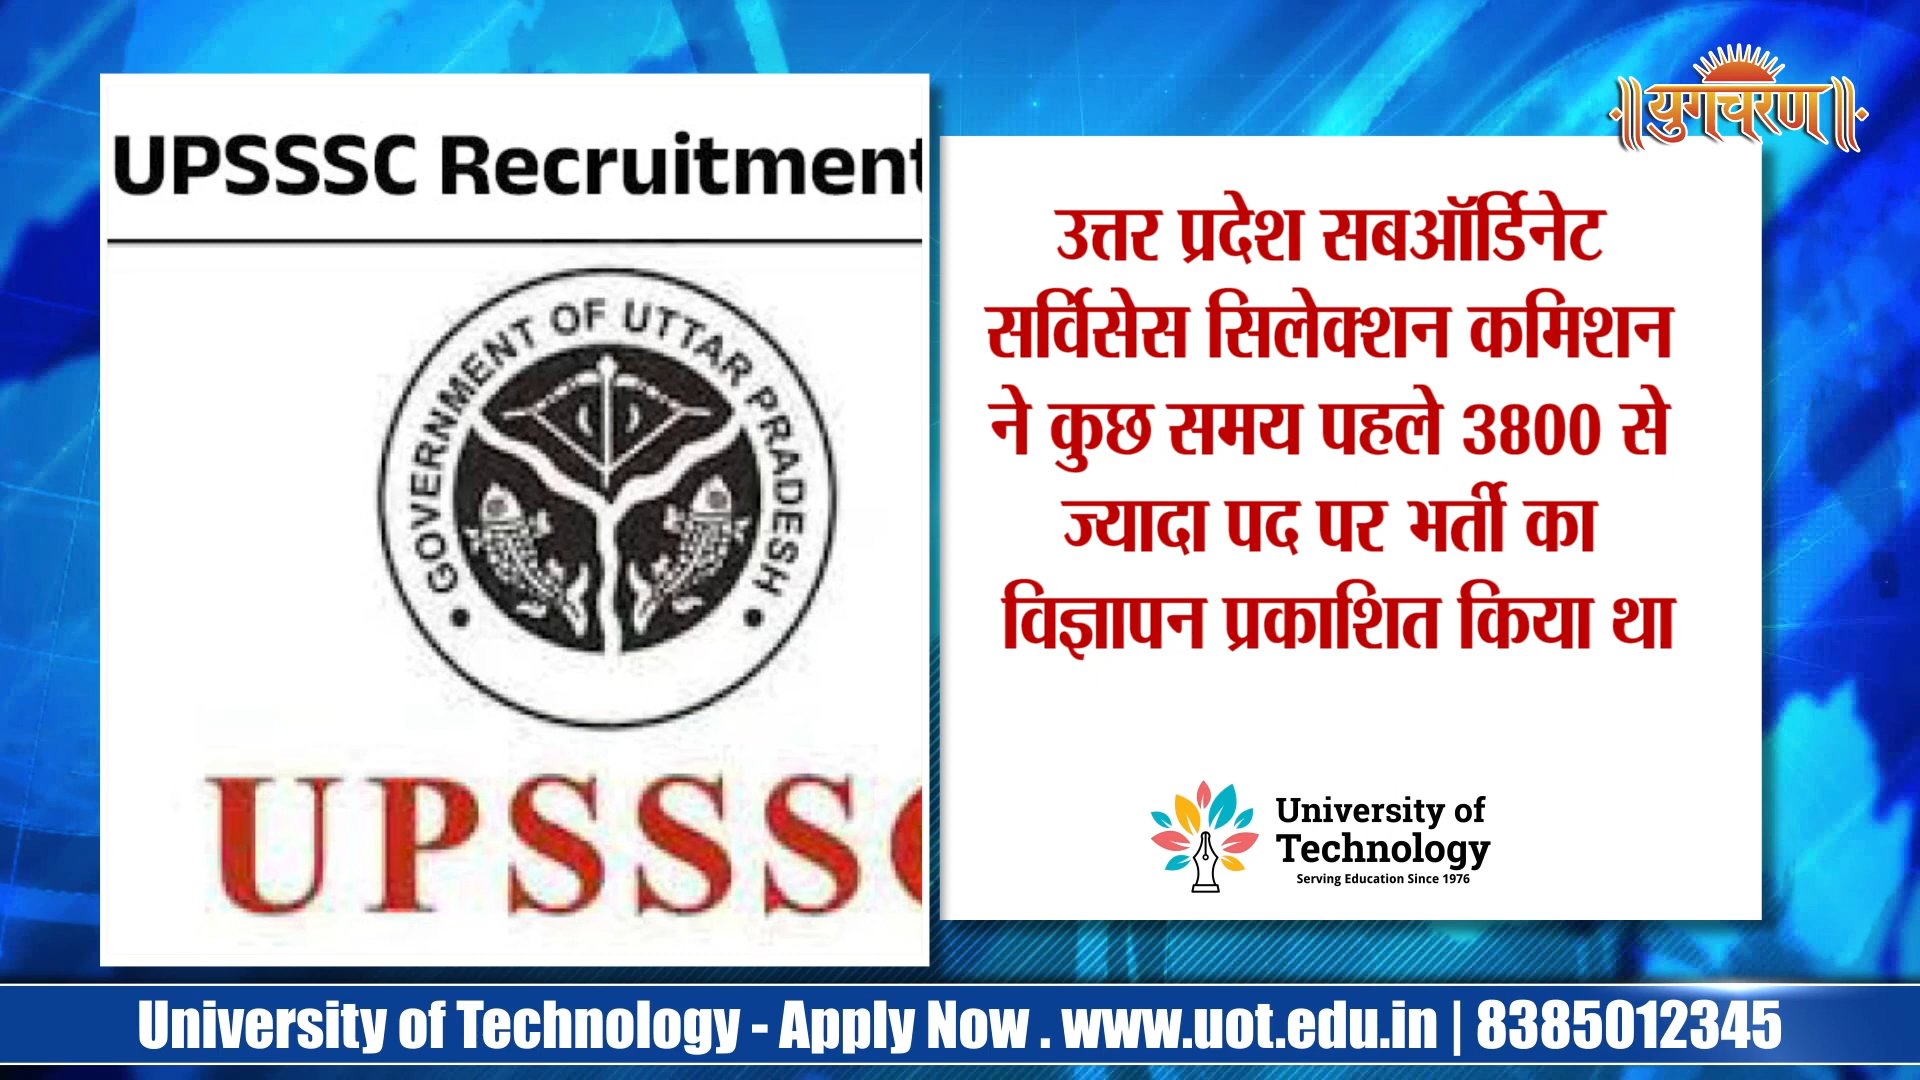 UPSSSC Recruitment
GOVERNMENT OF UTTAR PRADESH
UPSSSC
॥युगचरण॥
उत्तर प्रदेश सबऑर्डिनेट
सर्विसेस सिलेक्शन कमिशन
ने कुछ समय पहले 3800 से
ज्यादा पद पर भर्ती का
विज्ञापन प्रकाशित किया था
University of
Technology
Serving Education Since 1976
University of Technology - Apply Now . www.uot.edu.in | 8385012345